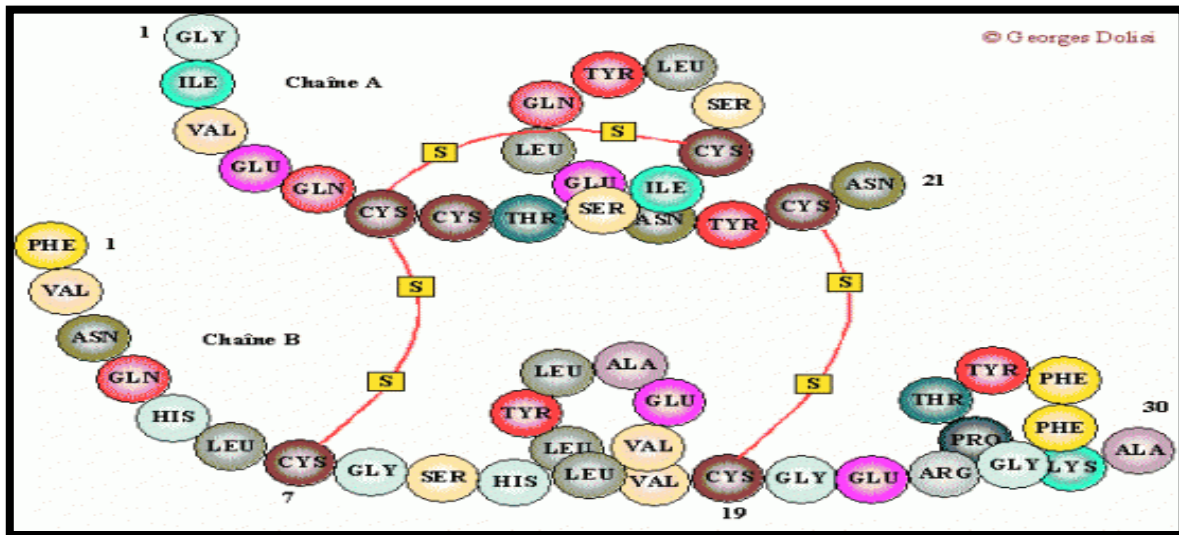 © Georges Dolisi
Chaîne A
1
GLY
ILE
VAL
GLU
GLN
CYS
CYS
THR
SER
ILE
CYS
SER
LEU
TYR
GLN
LEU
GLU
ASN
TYR
CYS
ASN
21
S
S
S
S
S
S
Chaîne B
1
PHE
VAL
ASN
GLN
HIS
LEU
CYS
7
GLY
SER
HIS
LEU
VAL
GLU
ALA
LEU
TYR
LEU
VAL
CYS
19
GLY
GLU
ARG
GLY
PHE
PHE
TYR
THR
PRO
LYS
ALA
30